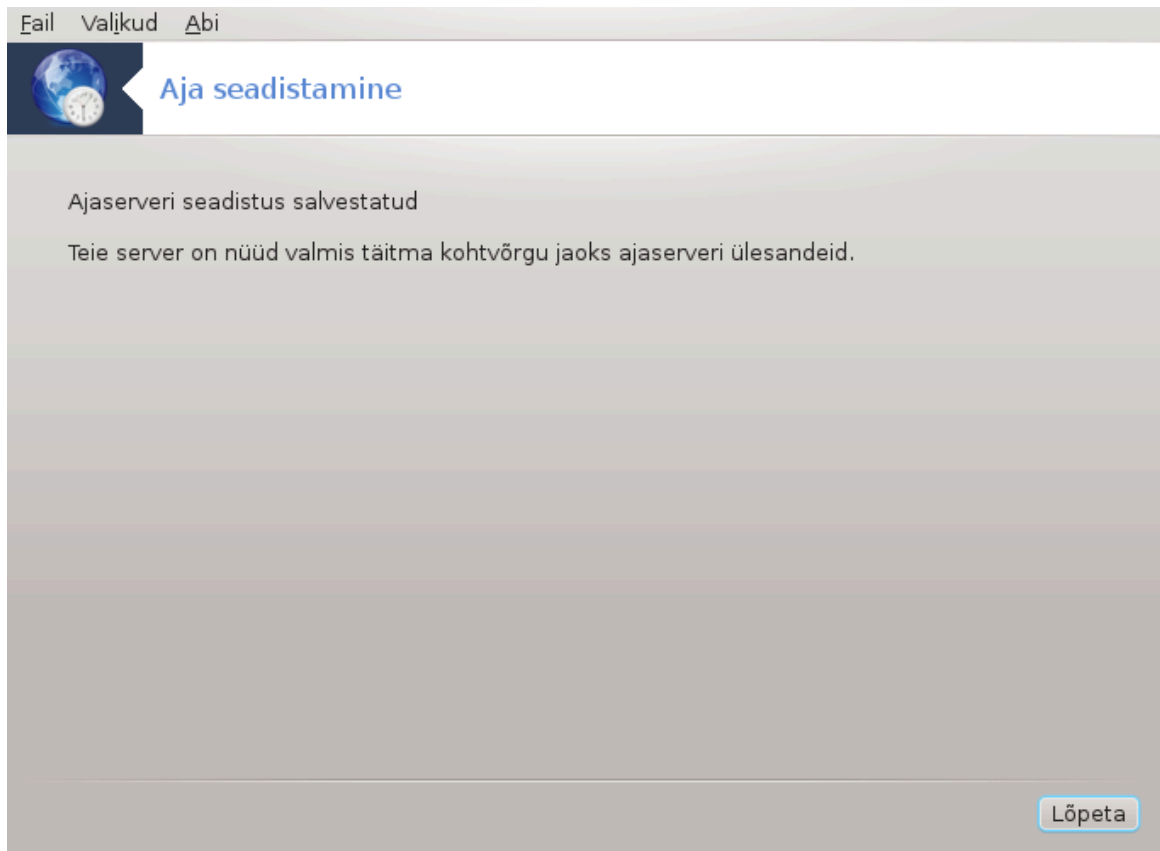 Fail Valikud Abi
Aja seadistamine
Ajaserveri seadistus salvestatud
Teie server on nüüd valmis täitma kohtvõrgu jaoks ajaserveri ülesandeid.
Lõpeta